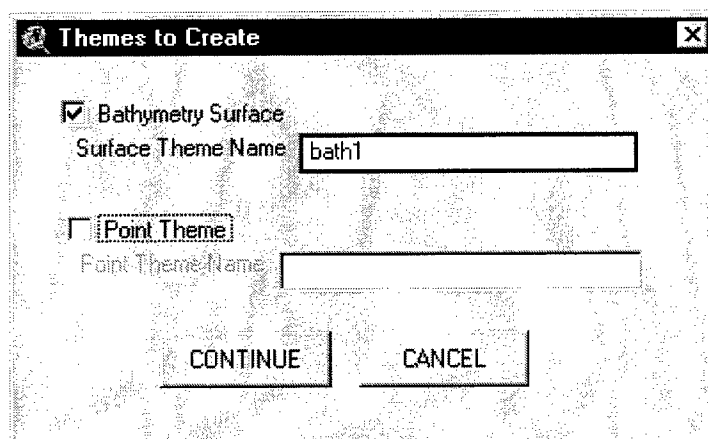 Themes to Create
Bathymetry Surface
Surface Theme Name bath1
Point Theme
Point Theme Name
CONTINUE CANCEL